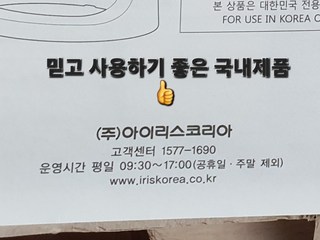 본 상품은 대한민국 전용
FOR USE IN KOREA O
믿고 사용하기 좋은 국내제품
👍
(주)아이리스코리아
고객센터 1577-1690
운영시간 평일 09:30~17:00(공휴일·주말 제외)
www.iriskorea.co.kr